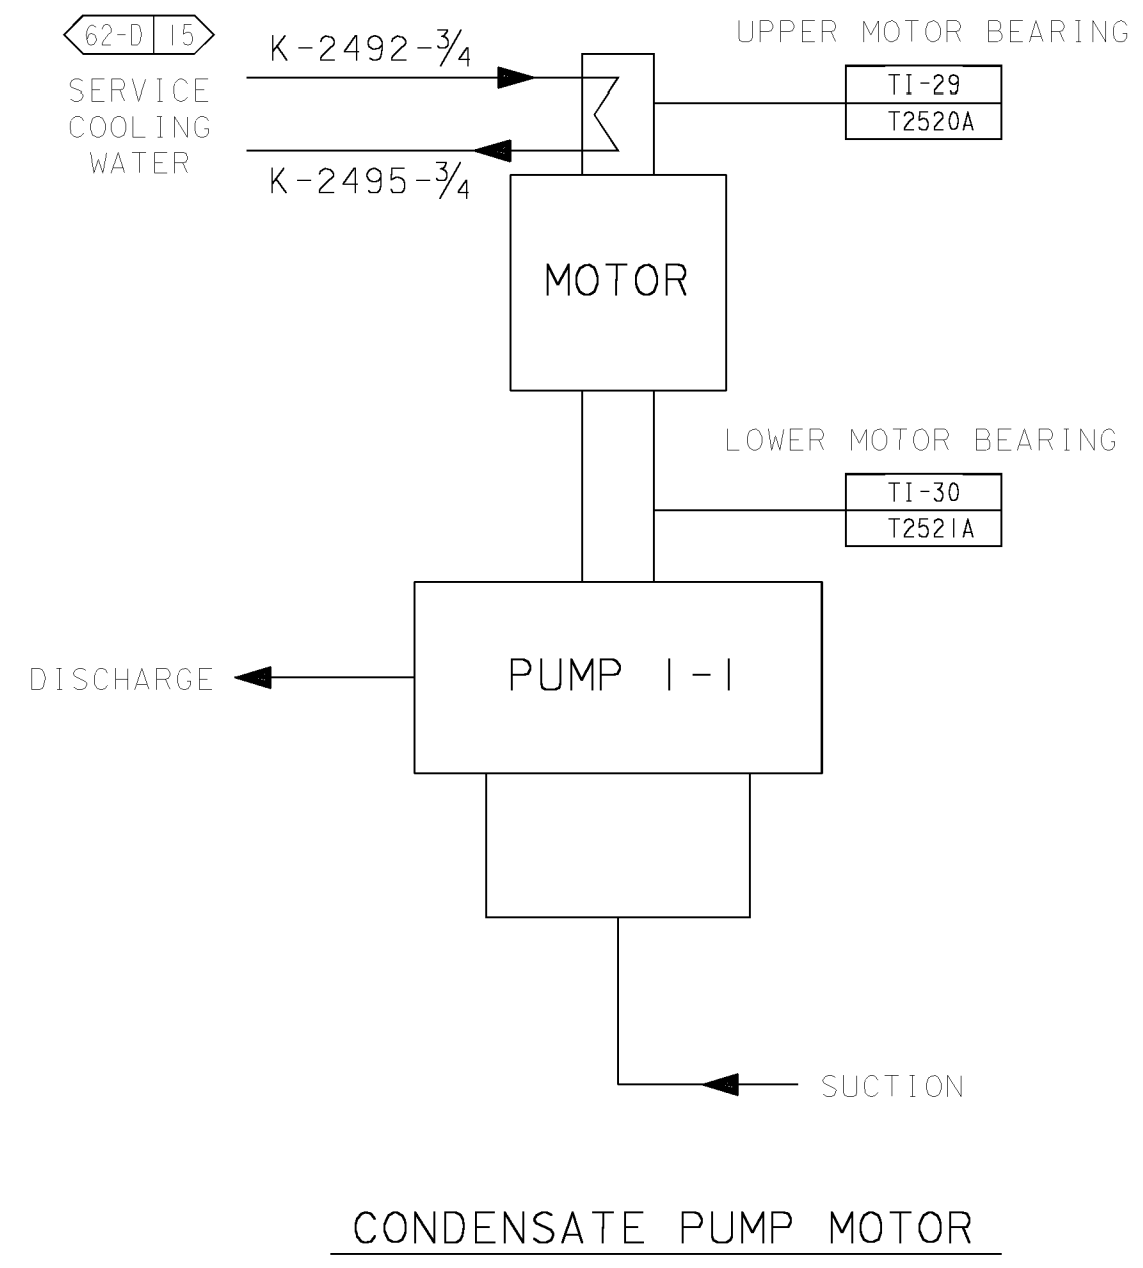 62-D 15
K-2492-3/4
SERVICE
COOLING
WATER
K-2495-3/4
UPPER MOTOR BEARING
TI-29
T2520A
MOTOR
LOWER MOTOR BEARING
TI-30
T2521A
DISCHARGE
PUMP 1-1
SUCTION
CONDENSATE PUMP MOTOR